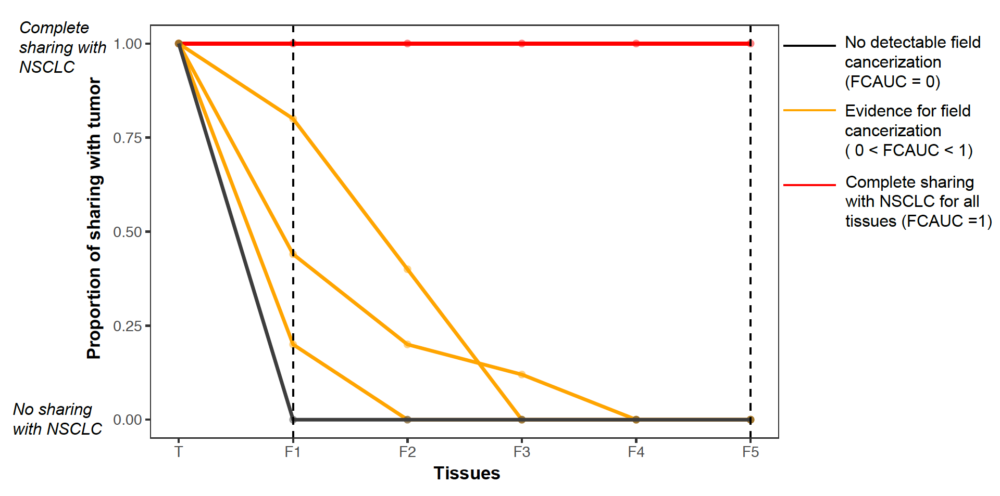 Complete
sharing with
NSCLC
Proportion of sharing with tumor
1.00
0.75
0.50
0.25
0.00
No sharing
with NSCLC
T
F1
F2
F3
F4
F5
Tissues
No detectable field
cancerization
(FCAUC = 0)
Evidence for field
cancerization
( 0 < FCAUC < 1)
Complete sharing
with NSCLC for all
tissues (FCAUC =1)